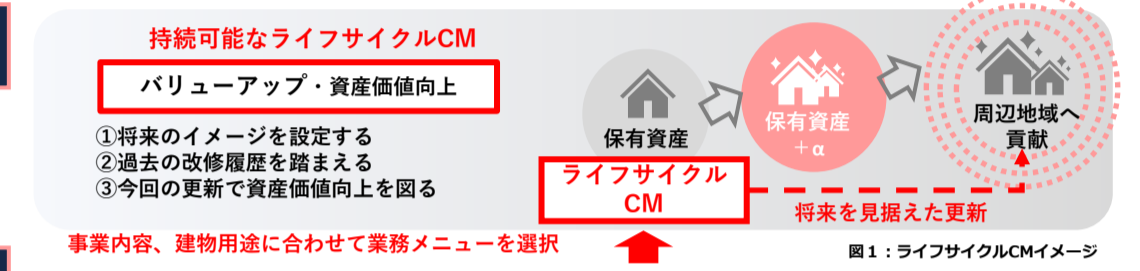 持続可能なライフサイクルCM
バリューアップ・資産価値向上
①将来のイメージを設定する
②過去の改修履歴を踏まえる
③今回の更新で資産価値向上を図る
事業内容、建物用途に合わせて業務メニューを選択
保有資産
保有資産
＋α
周辺地域へ
貢献
ライフサイクル
CM
将来を見据えた更新
図１：ライフサイクルCMイメージ